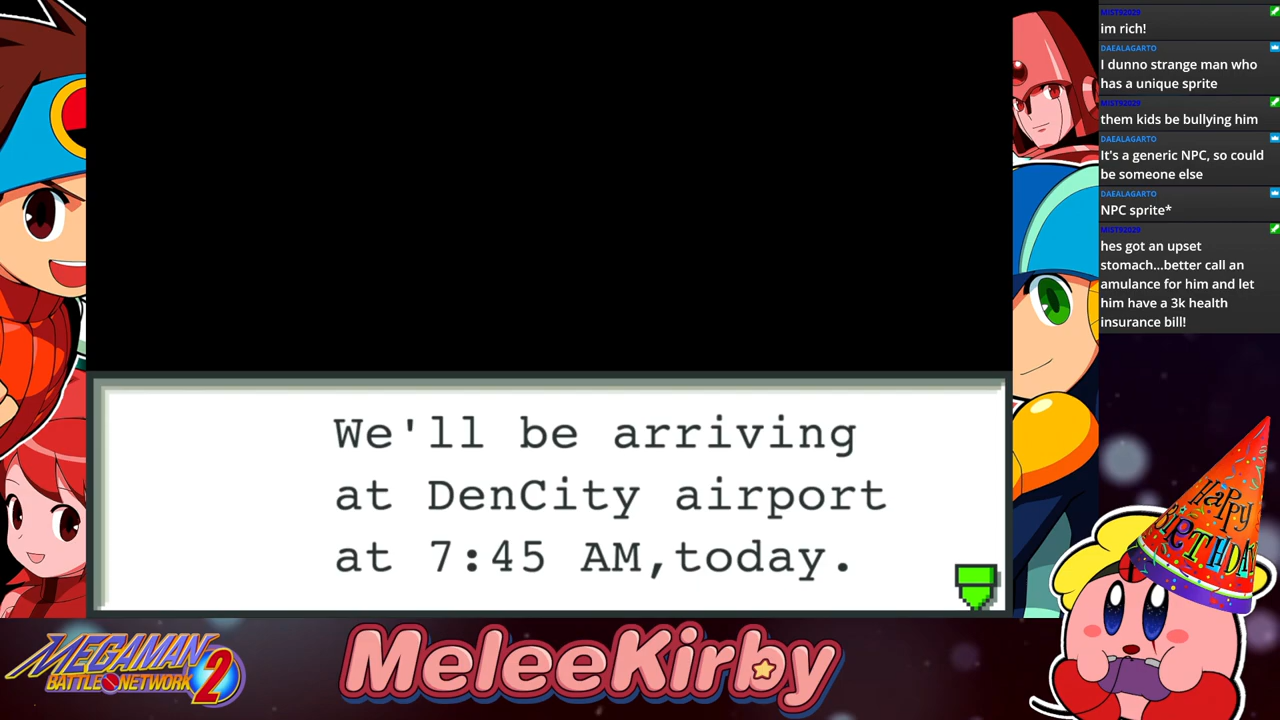 MIST92029
im rich!
DAEALAGARTO
I dunno strange man who
has a unique sprite
MIST92029
them kids be bullying him
DAEALAGARTO
It's a generic NPC, so could
be someone else
DAEALAGARTO
NPC sprite*
MIST92029
hes got an upset
stomach...better call an
amulance for him and let
him have a 3k health
insurance bill!
We'll be arriving
at DenCity airport
at 7:45 AM,today.
HAPPY
BIRTHDAY
MEGAMAN
BATTLE NETWORK 2
MeleeKirby